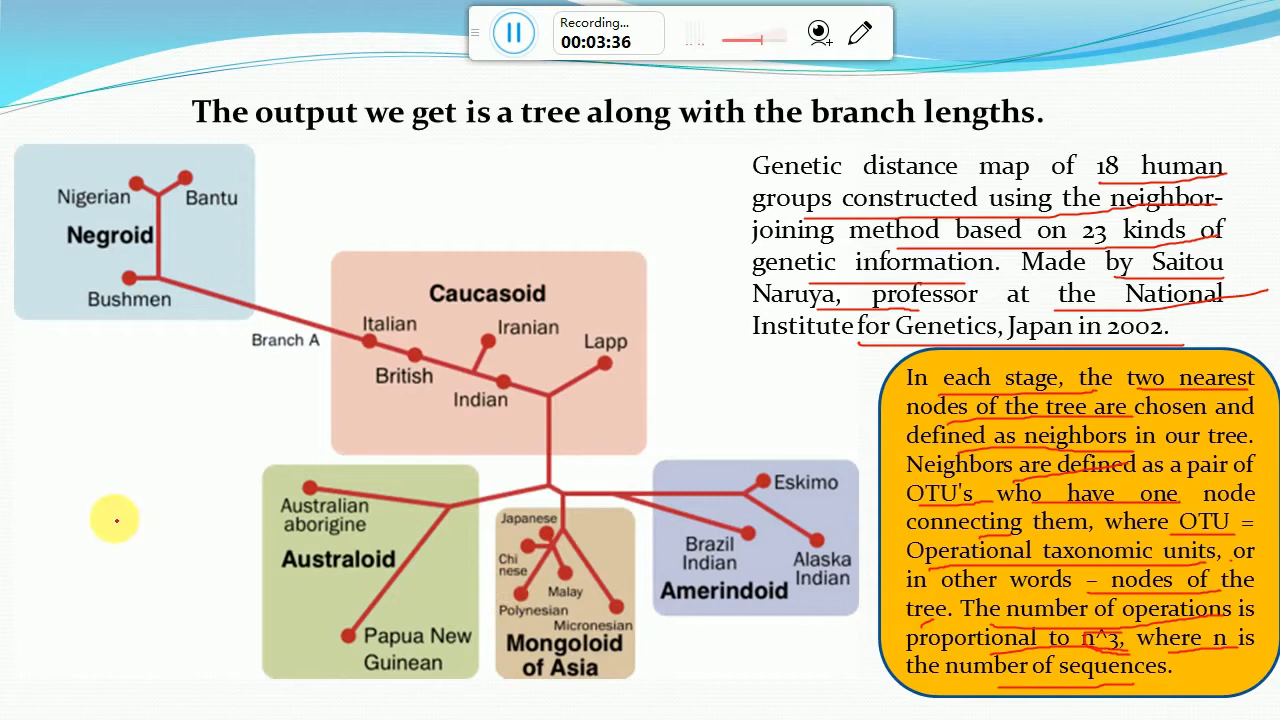 Recording...
00:03:36
The output we get is a tree along with the branch lengths.
Nigerian
Bantu
Negroid
Bushmen
Branch A
Caucasoid
Italian
Iranian
Lapp
British
Indian
Australian
aborigine
Australoid
Papua New
Guinean
Japanese
Chi
nese
Malay
Polynesian
Micronesian
Mongoloid
of Asia
Eskimo
Brazil
Indian
Alaska
Indian
Amerindoid
Genetic distance map of 18 human
groups constructed using the neighbor-
joining method based on 23 kinds of
genetic information. Made by Saitou
Naruya, professor at the National
Institute for Genetics, Japan in 2002.
In each stage, the two nearest
nodes of the tree are chosen and
defined as neighbors in our tree.
Neighbors are defined as a pair of
OTU's who have one node
connecting them, where OTU =
Operational taxonomic units, or
in other words – nodes of the
tree. The number of operations is
proportional to n^3, where n is
the number of sequences.